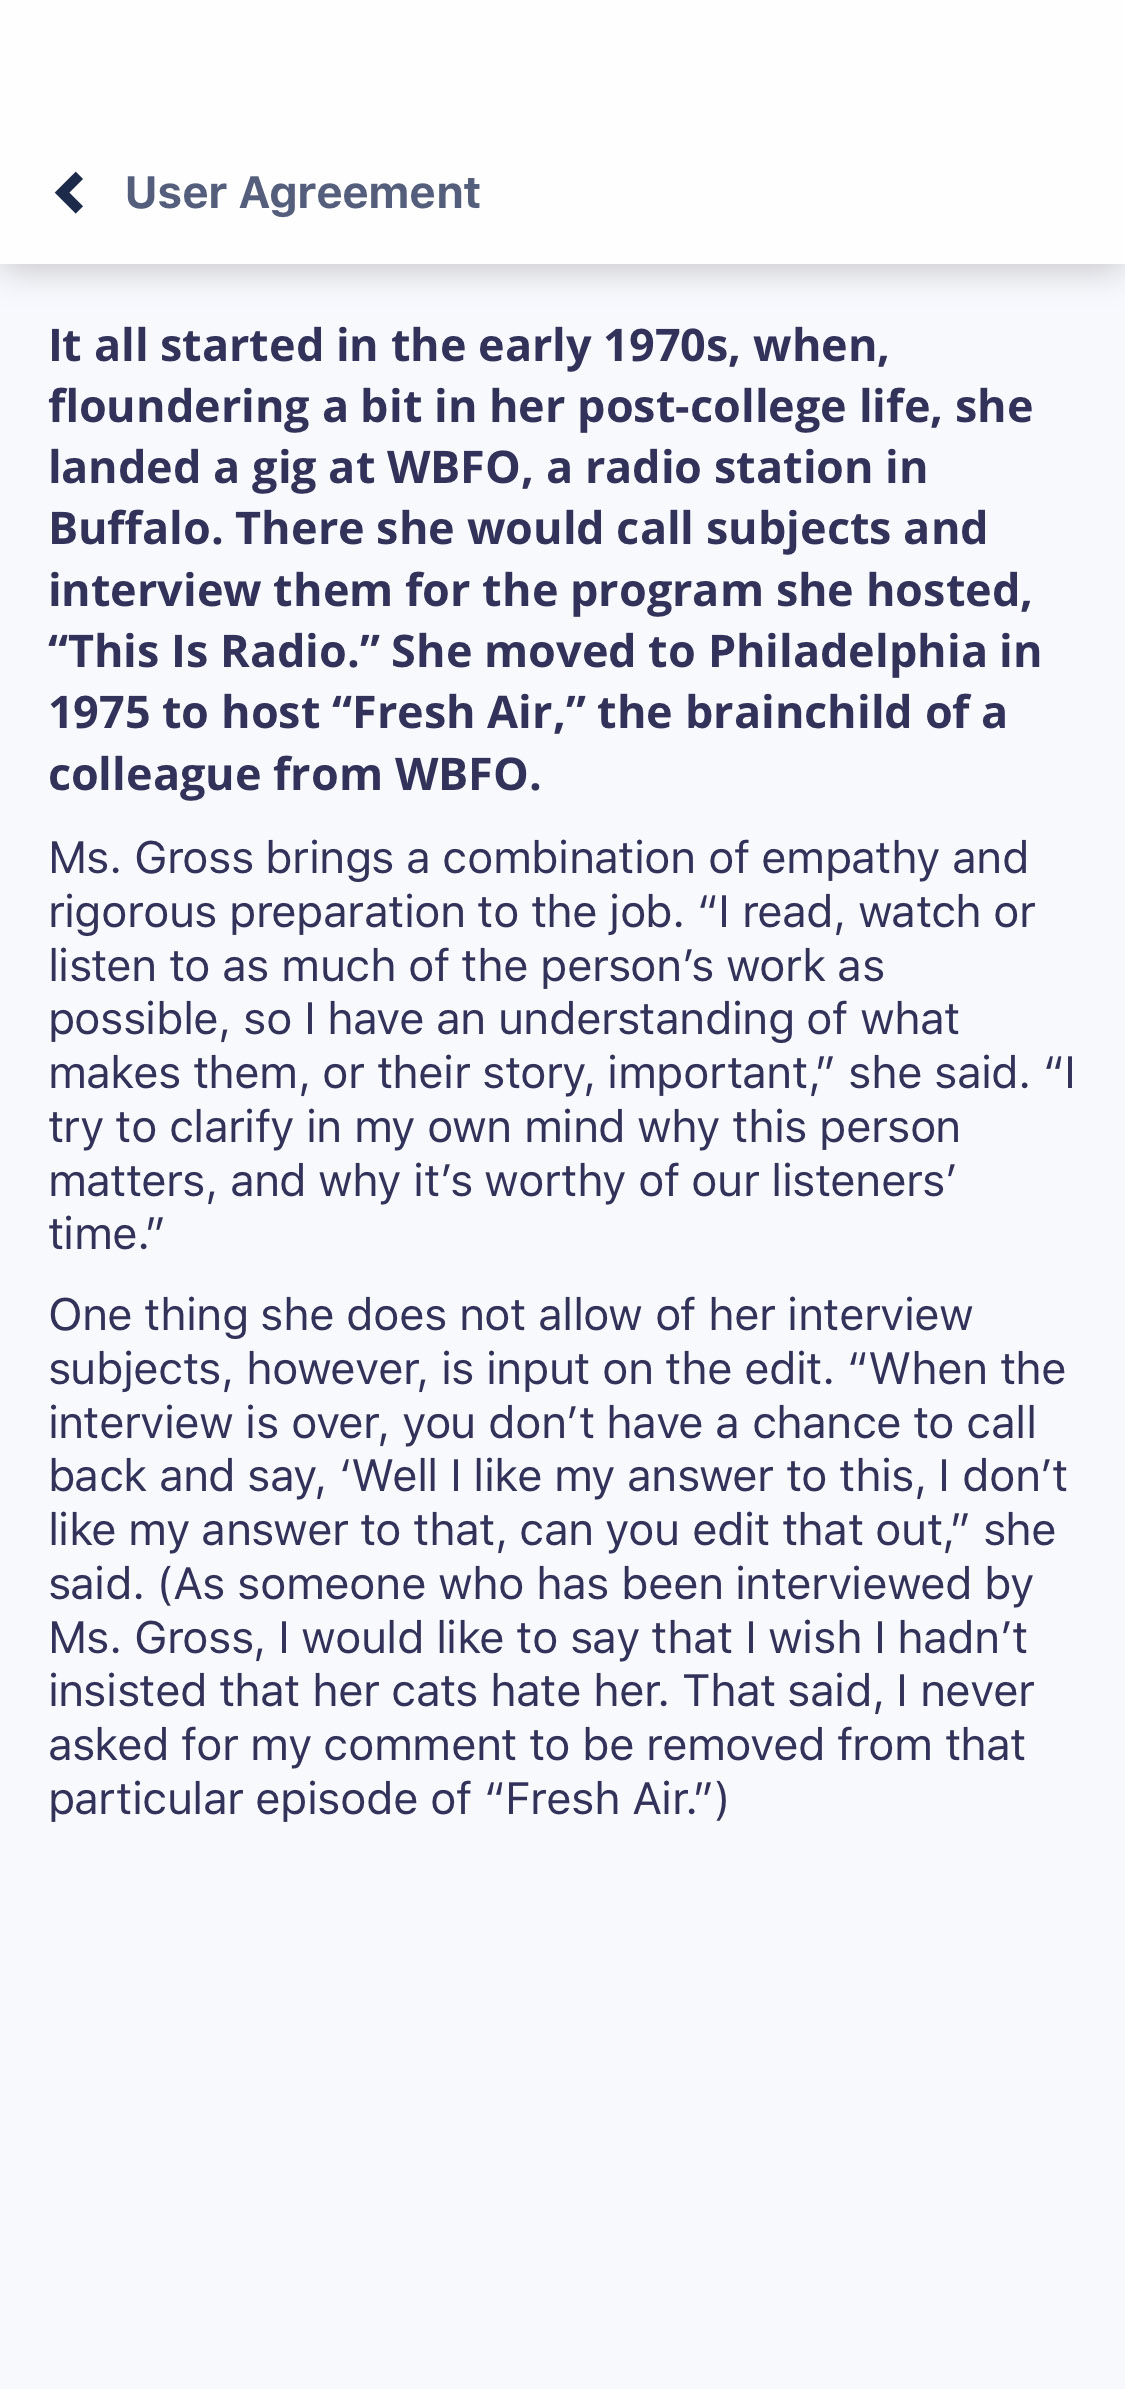 User Agreement
It all started in the early 1970s, when,
floundering a bit in her post-college life, she
landed a gig at WBFO, a radio station in
Buffalo. There she would call subjects and
interview them for the program she hosted,
“This Is Radio.” She moved to Philadelphia in
1975 to host “Fresh Air,” the brainchild of a
colleague from WBFO.
Ms. Gross brings a combination of empathy and
rigorous preparation to the job. “I read, watch or
listen to as much of the person’s work as
possible, so I have an understanding of what
makes them, or their story, important,” she said. “I
try to clarify in my own mind why this person
matters, and why it’s worthy of our listeners’
time.”
One thing she does not allow of her interview
subjects, however, is input on the edit. “When the
interview is over, you don’t have a chance to call
back and say, ‘Well I like my answer to this, I don’t
like my answer to that, can you edit that out,” she
said. (As someone who has been interviewed by
Ms. Gross, I would like to say that I wish I hadn’t
insisted that her cats hate her. That said, I never
asked for my comment to be removed from that
particular episode of “Fresh Air.”)